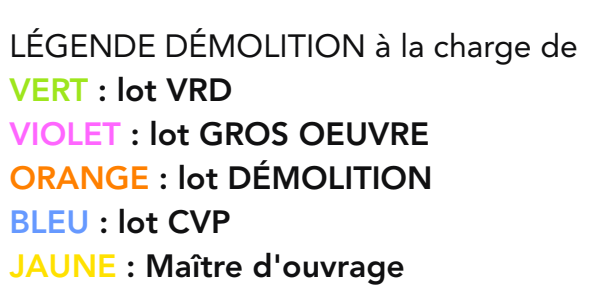 LÉGENDE DÉMOLITION à la charge de
VERT : lot VRD
VIOLET : lot GROS OEUVRE
ORANGE : lot DÉMOLITION
BLEU : lot CVP
JAUNE : Maître d'ouvrage